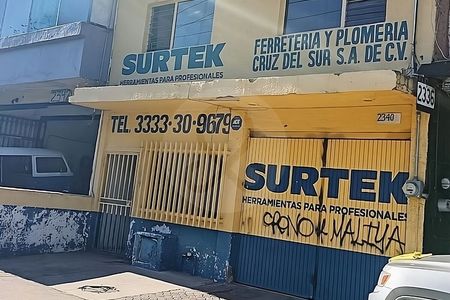 SURTEK
HERRAMIENTAS PARA PROFESIONALES
FERRETERIA Y PLOMERIA
CRUZ DEL SUR S.A. DE C.V.
2336
2340
TEL. 3333-30-9679
SURTEK
HERRAMIENTAS PARA PROFESIONALES